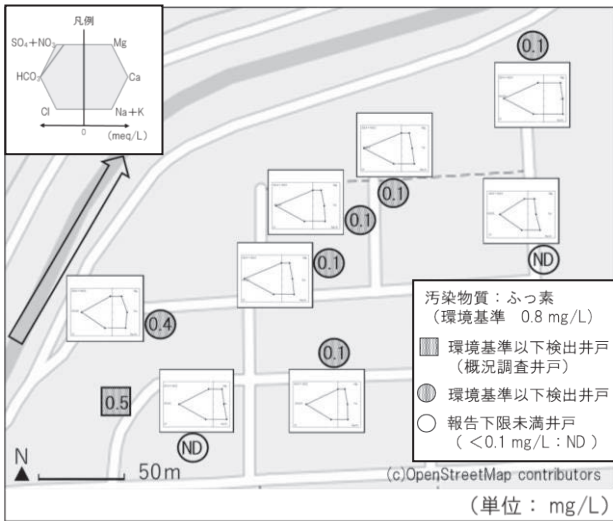 凡例
SO₄+NO₃
Mg
HCO₃
Ca
Cl
Na+K
0
(meq/L)
0.1
0.1
0.1
0.1
ND
0.4
0.1
0.5
ND
汚染物質：ふっ素
（環境基準 0.8 mg/L）
環境基準以下検出井戸
（概況調査井戸）
環境基準以下検出井戸
報告下限未満井戸
（ ＜0.1 mg/L：ND ）
N
50m
(c)OpenStreetMap contributors
（単位： mg/L）